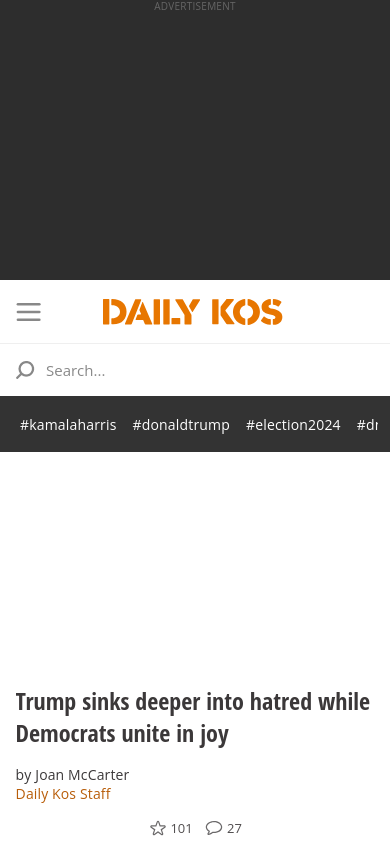 ADVERTISEMENT
DAILY KOS
Search...
#kamalaharris #donaldtrump #election2024
Trump sinks deeper into hatred while
Democrats unite in joy
by Joan McCarter
Daily Kos Staff
101 27